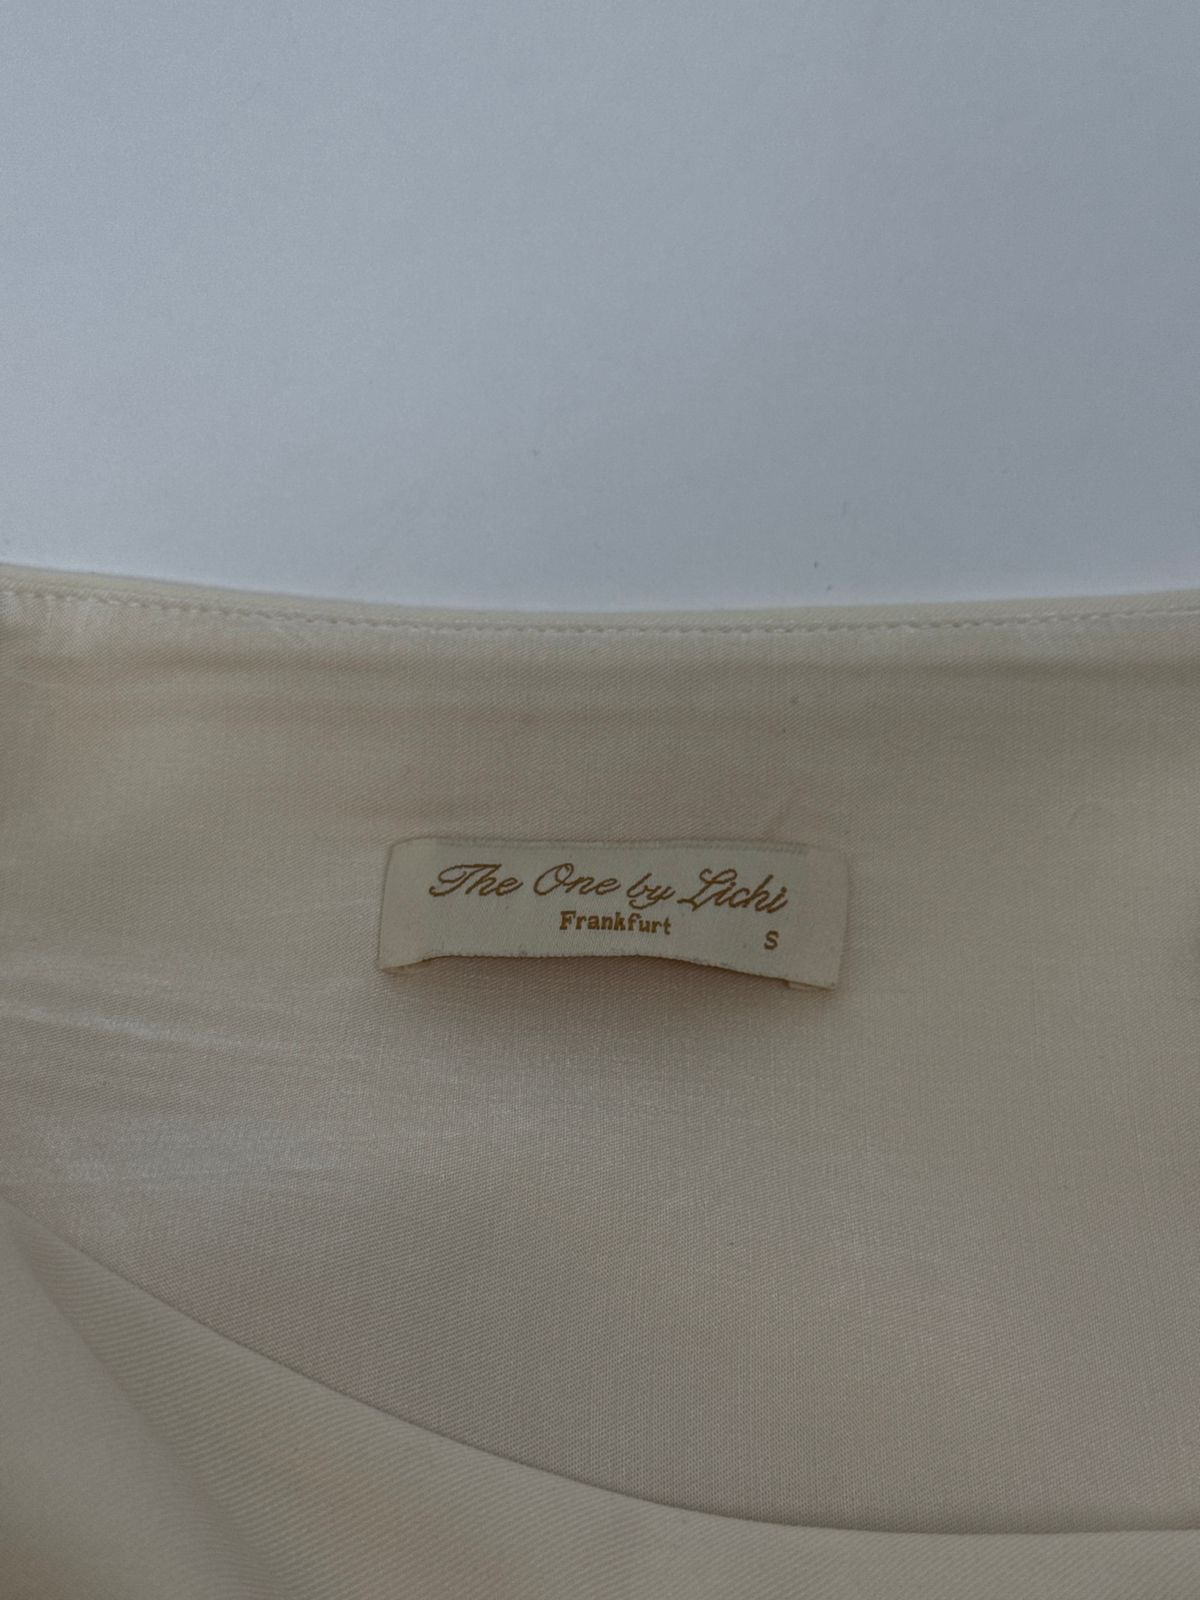 The One by Lichi
Frankfurt
S